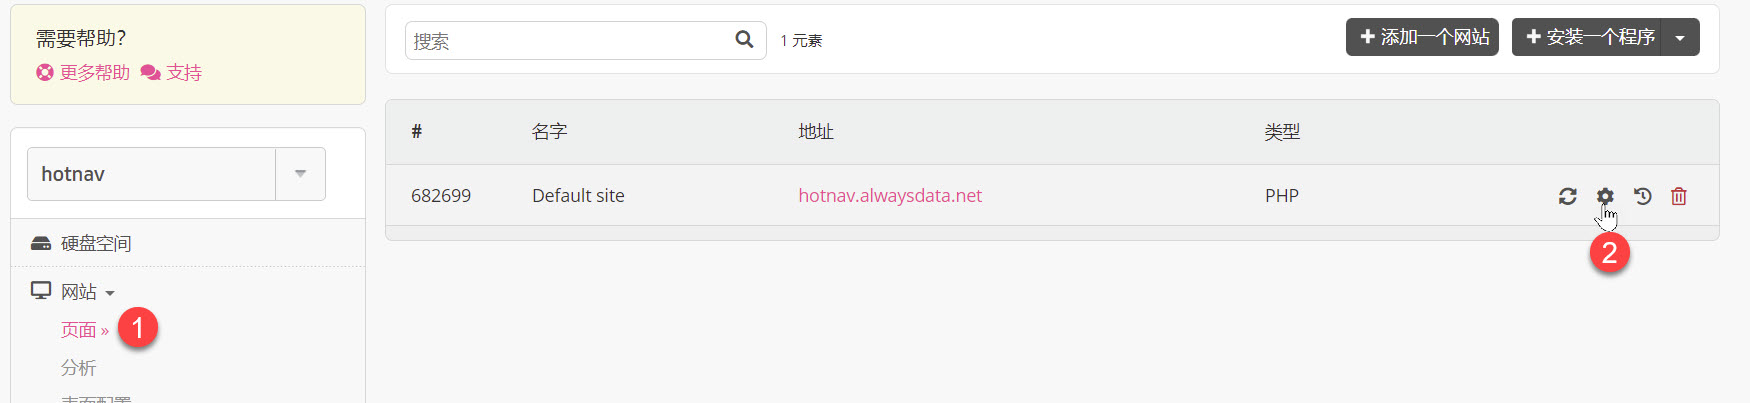 需要帮助?
更多帮助 支持
hotnav
硬盘空间
网站
页面 »
1
分析
搜索
1 元素
添加一个网站
安装一个程序
# 名字 地址 类型
682699 Default site hotnav.alwaysdata.net PHP
2